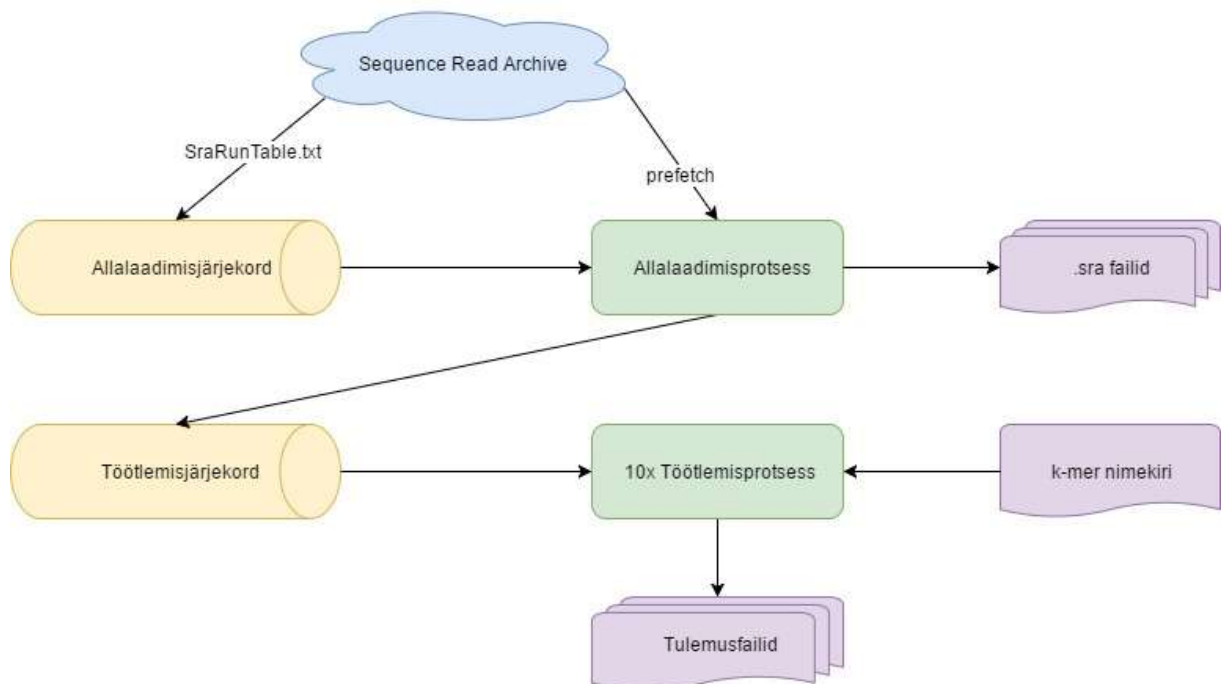 Sequence Read Archive
SraRunTable.txt
prefetch
Allalaadimisjärjekord
Allalaadimisprotsess
.sra failid
Töötlemisjärjekord
10x Töötlemisprotsess
k-mer nimekiri
Tulemusfailid